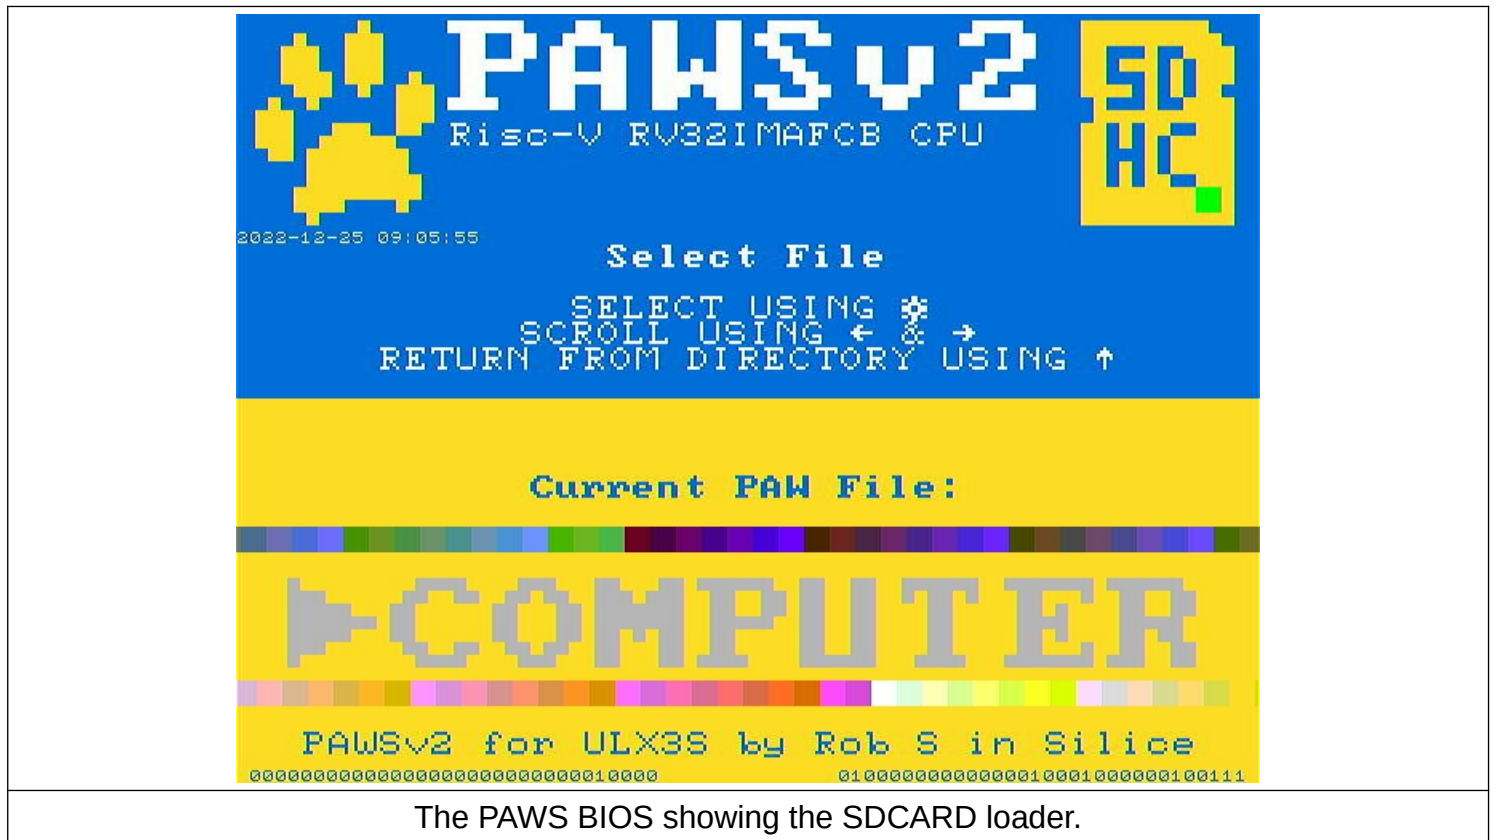 PAWSv2
SD
HC
Risc-V RV32IMAFCB CPU
2022-12-25 09:05:55
Select File
SELECT USING
SCROLL USING ← & →
RETURN FROM DIRECTORY USING ↑
Current PAW File:
COMPUTER
PAWSv2 for ULX3S by Rob S in Silice
The PAWS BIOS showing the SDCARD loader.